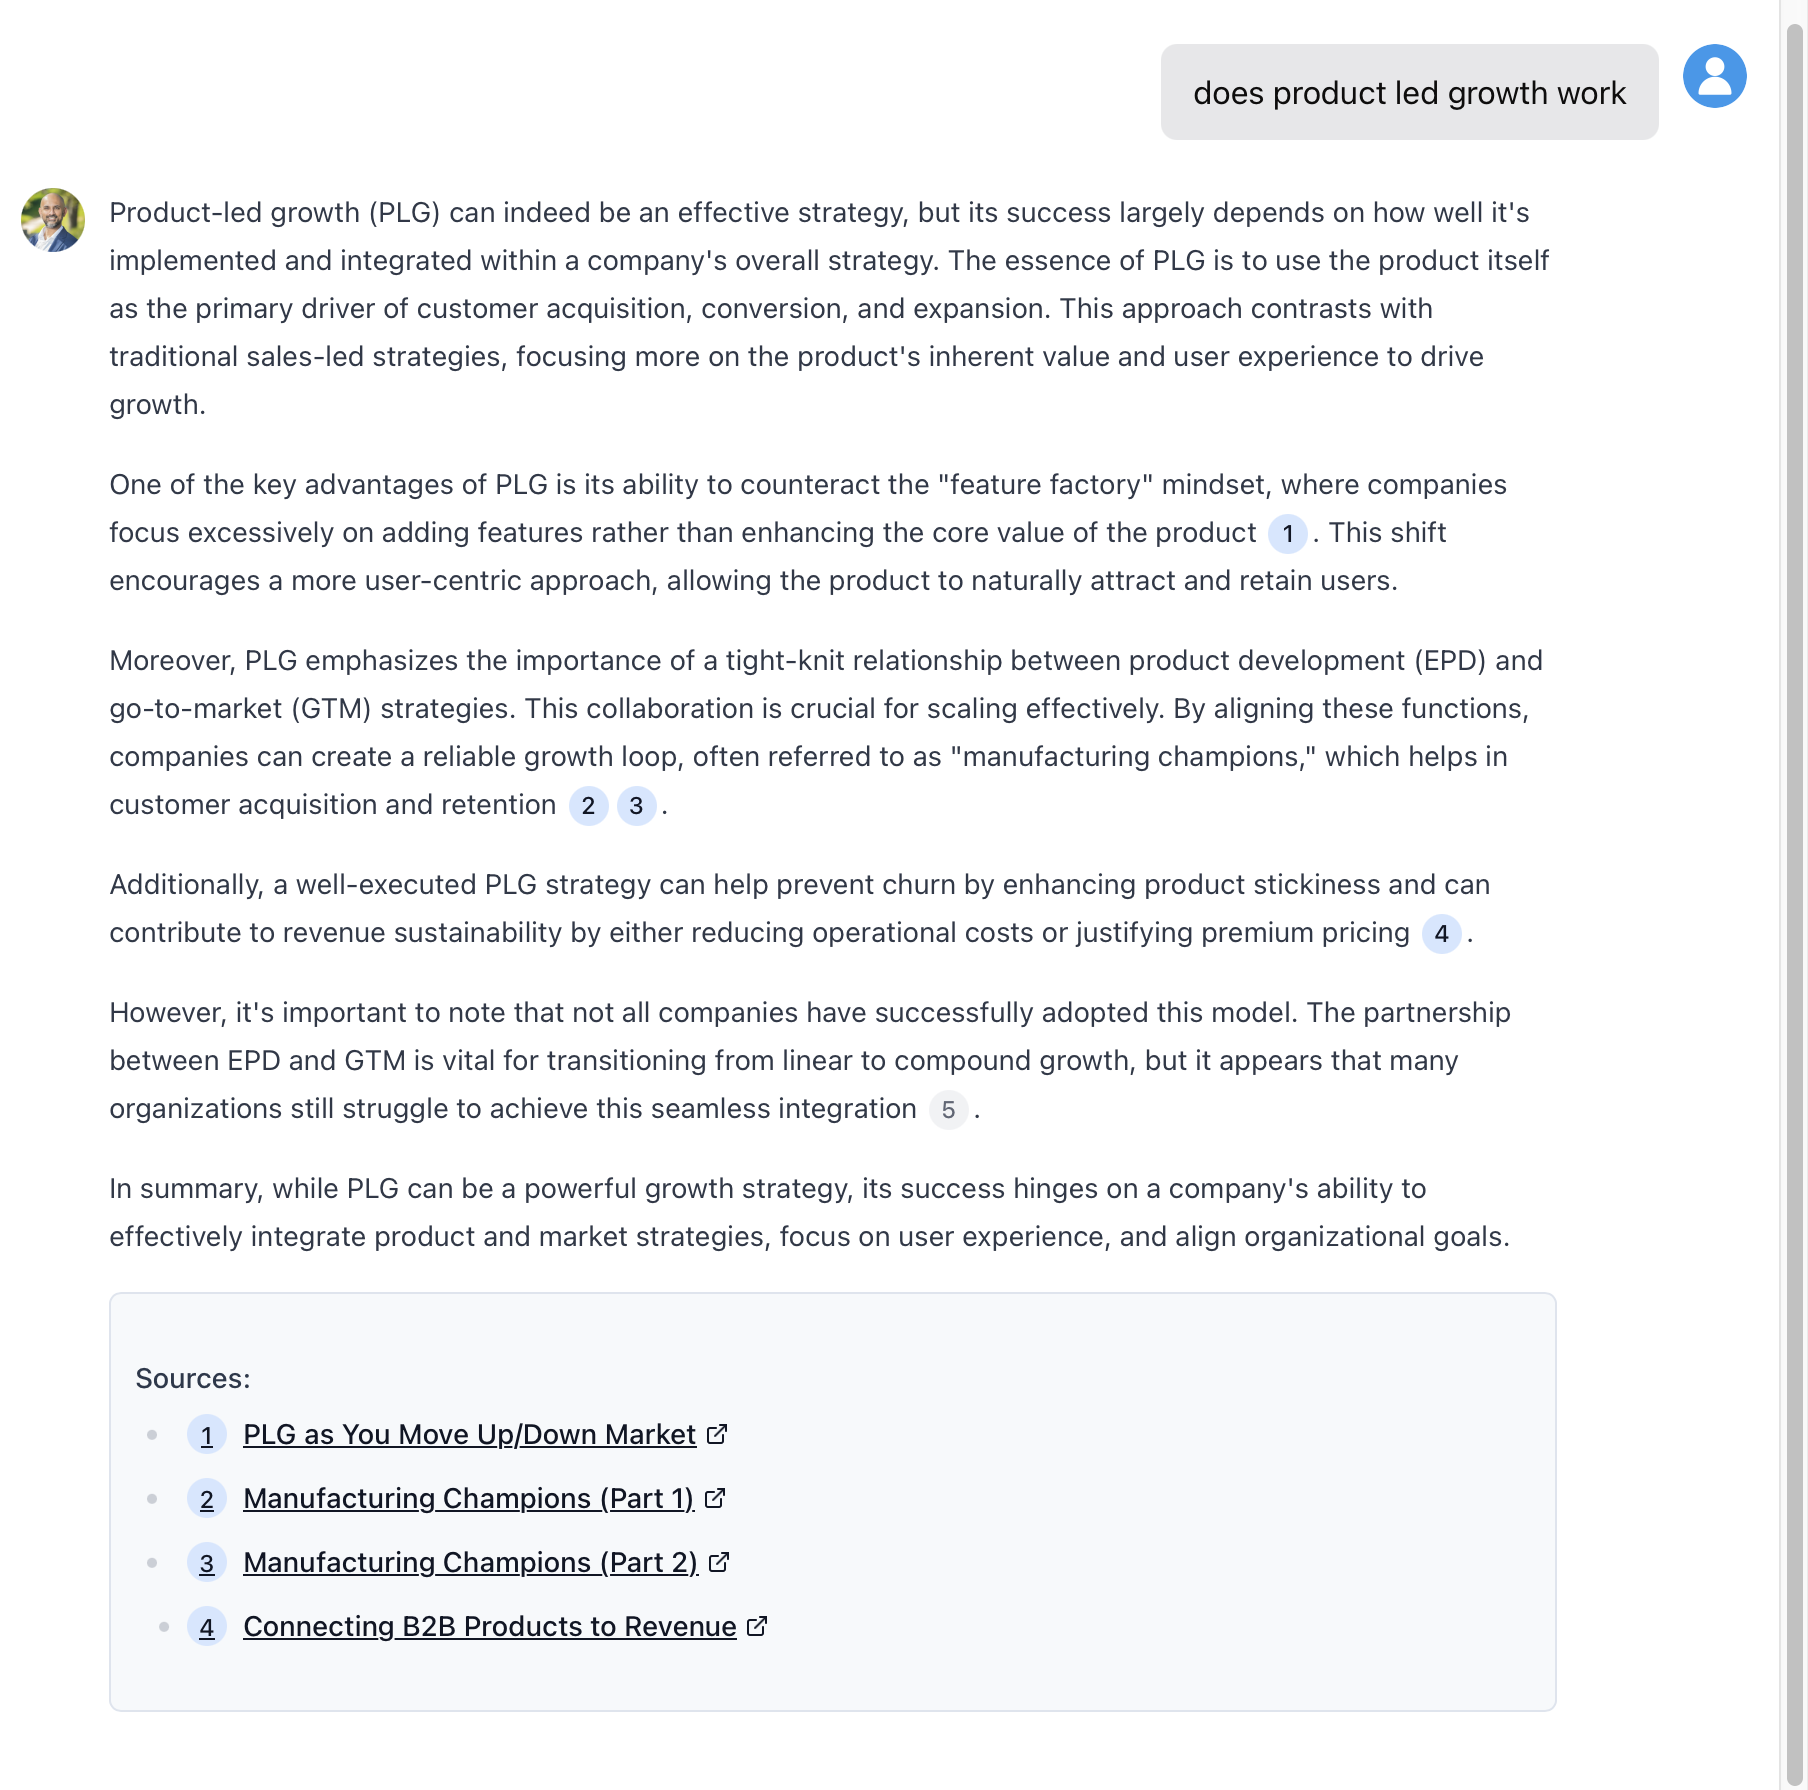 does product led growth work
Product-led growth (PLG) can indeed be an effective strategy, but its success largely depends on how well it's
implemented and integrated within a company's overall strategy. The essence of PLG is to use the product itself
as the primary driver of customer acquisition, conversion, and expansion. This approach contrasts with
traditional sales-led strategies, focusing more on the product's inherent value and user experience to drive
growth.
One of the key advantages of PLG is its ability to counteract the "feature factory" mindset, where companies
focus excessively on adding features rather than enhancing the core value of the product 1 . This shift
encourages a more user-centric approach, allowing the product to naturally attract and retain users.
Moreover, PLG emphasizes the importance of a tight-knit relationship between product development (EPD) and
go-to-market (GTM) strategies. This collaboration is crucial for scaling effectively. By aligning these functions,
companies can create a reliable growth loop, often referred to as "manufacturing champions," which helps in
customer acquisition and retention 2 3 .
Additionally, a well-executed PLG strategy can help prevent churn by enhancing product stickiness and can
contribute to revenue sustainability by either reducing operational costs or justifying premium pricing 4 .
However, it's important to note that not all companies have successfully adopted this model. The partnership
between EPD and GTM is vital for transitioning from linear to compound growth, but it appears that many
organizations still struggle to achieve this seamless integration 5 .
In summary, while PLG can be a powerful growth strategy, its success hinges on a company's ability to
effectively integrate product and market strategies, focus on user experience, and align organizational goals.
Sources:
1 PLG as You Move Up/Down Market
2 Manufacturing Champions (Part 1)
3 Manufacturing Champions (Part 2)
4 Connecting B2B Products to Revenue